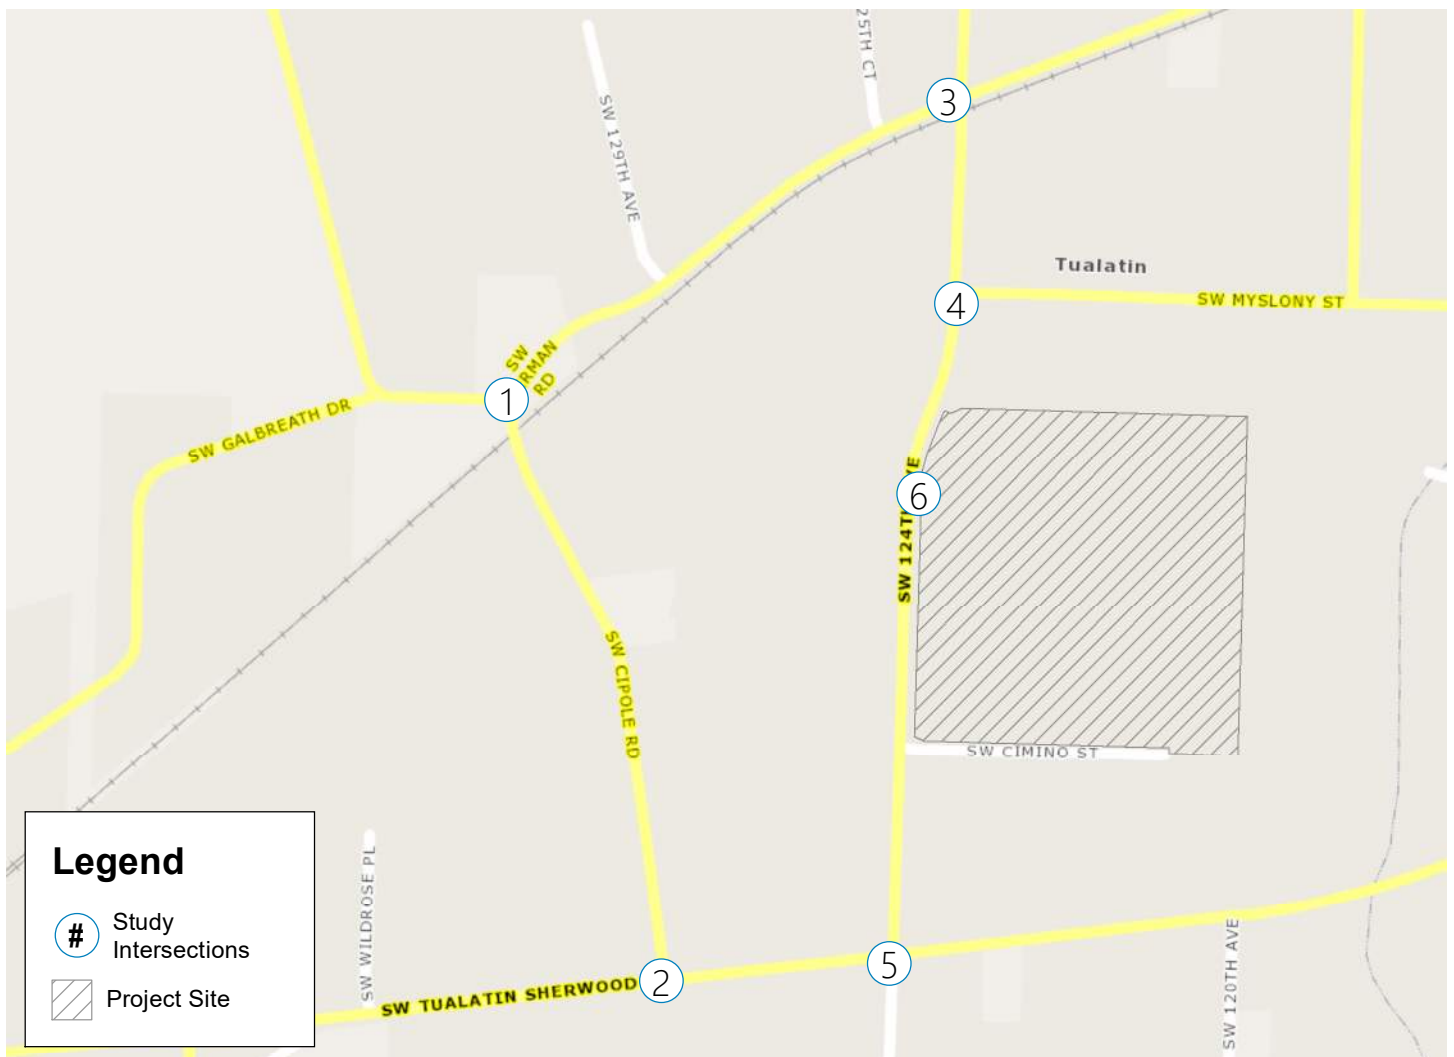 25TH CT
SW 129TH AVE
3
Tualatin
4
SW MYSLONY ST
SW
RMAN
RD
1
SW GALBREATH DR
6
SW 124TH
VE
SW CIPOLE RD
SW CIMINO ST
Legend
#
Study
Intersections
Project Site
SW WILDROSE PL
SW TUALATIN SHERWOOD
2
5
SW 120TH AVE